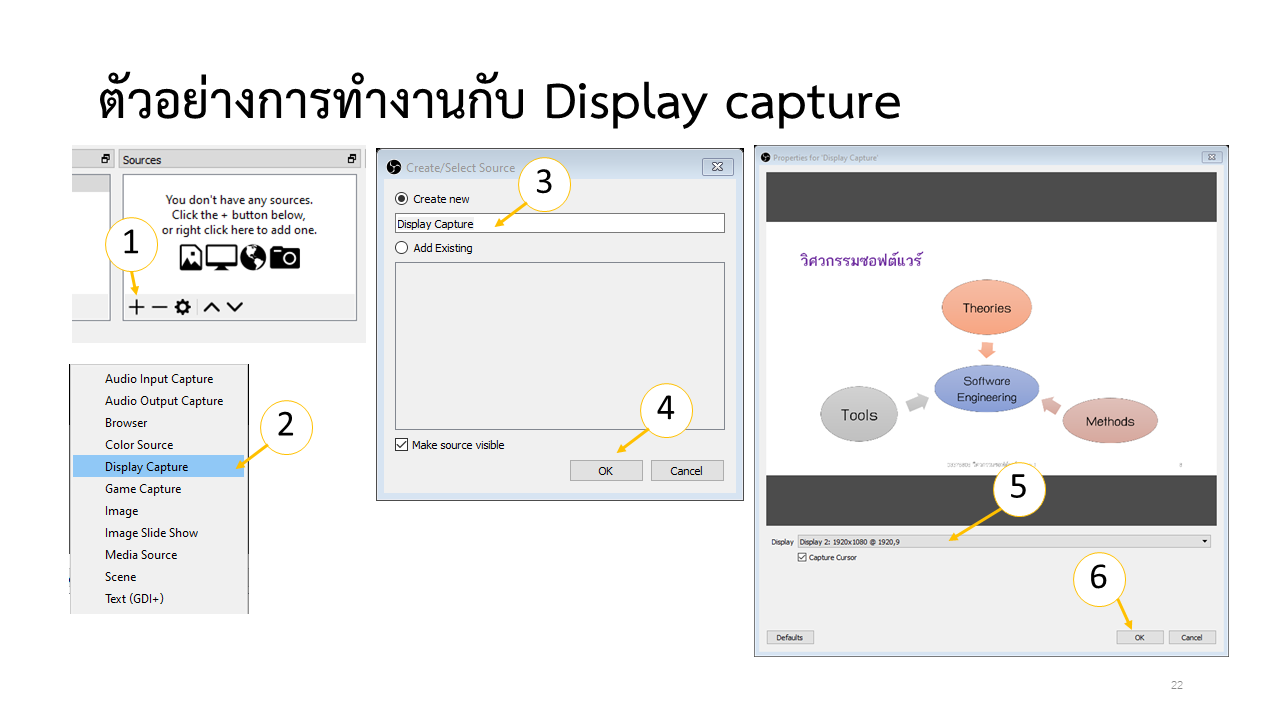 ตัวอย่างการทำงานกับ Display capture
Sources
You don't have any sources.
Click the + button below,
or right click here to add one.
1
Audio Input Capture
Audio Output Capture
Browser
Color Source
Display Capture
Game Capture
Image
Image Slide Show
Media Source
Scene
Text (GDI+)
2
Create/Select Source
3
Create new
Display Capture
Add Existing
4
Make source visible
OK
Cancel
Properties for 'Display Capture'
วิศวกรรมซอฟต์แวร์
Theories
Software
Engineering
Tools
Methods
8
5
Display
Display 2: 1920x1080 @ 1920,9
Capture Cursor
6
Defaults
OK
Cancel
22